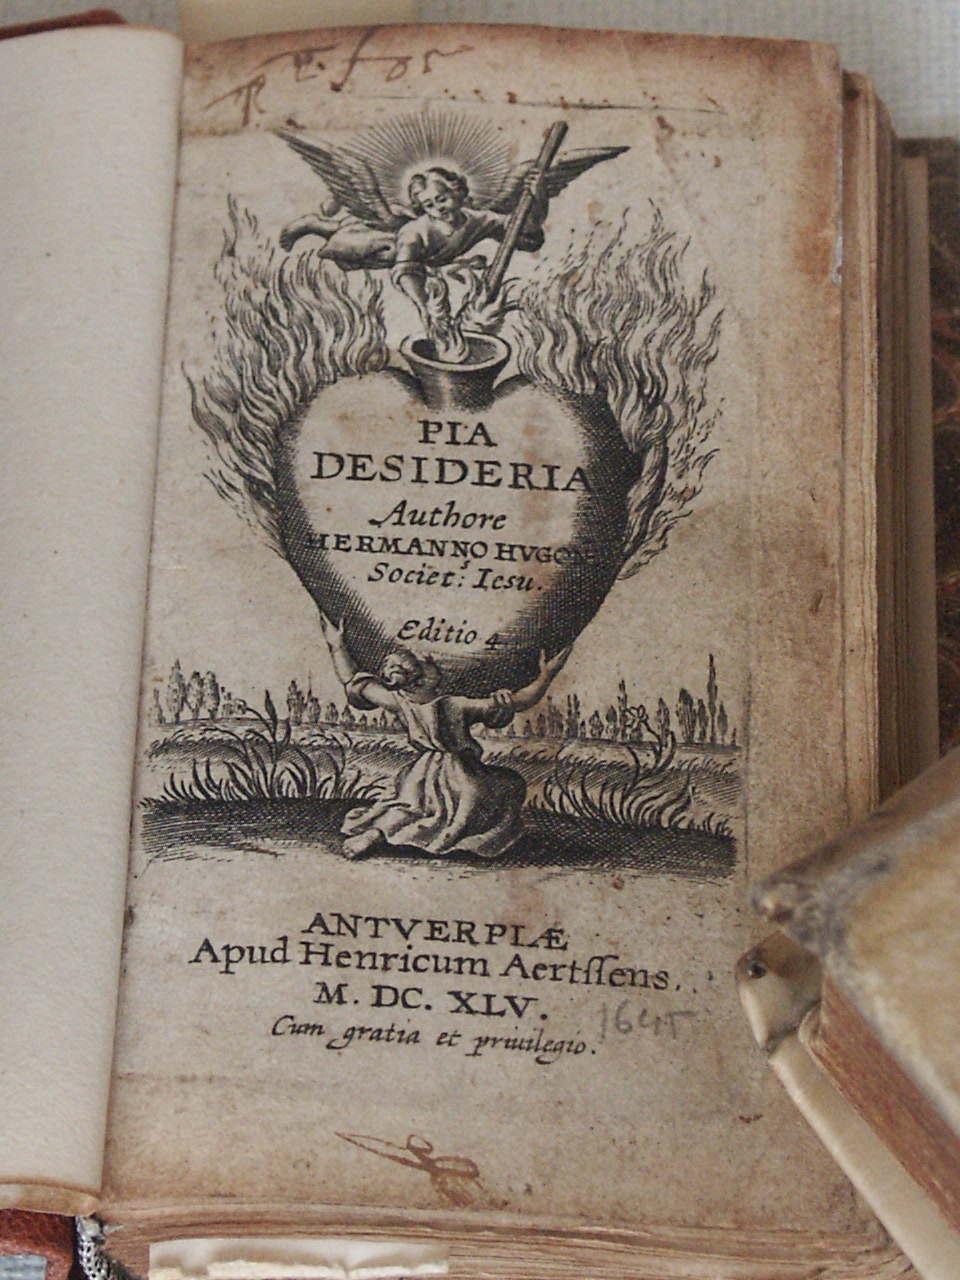 PIA
DESIDERIA
Authore
HERMANNO HVGON
Societ: Iesu.
Editio 4
ANTVERPIÆ
Apud Henricum Aertſſens.
M. DC. XLV.
1645
Cum gratia et priuilegio.